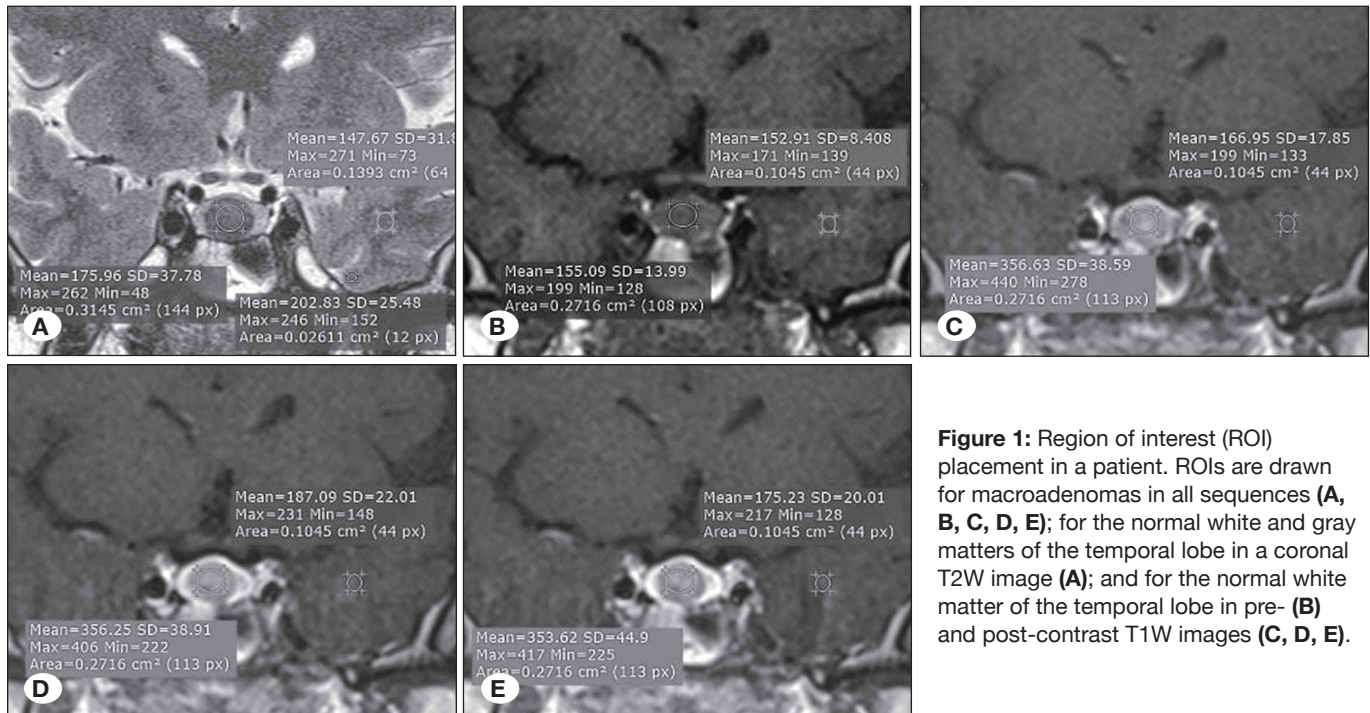 Mean=147.67 SD=31.8
Max=271 Min=73
Area=0.1393 cm² (64
Mean=175.96 SD=37.78
Max=262 Min=48
Area=0.3145 cm² (144 px)
Mean=202.83 SD=25.48
Max=246 Min=152
Area=0.02611 cm² (12 px)
A
Mean=152.91 SD=8.408
Max=171 Min=139
Area=0.1045 cm² (44 px)
Mean=155.09 SD=13.99
Max=199 Min=128
Area=0.2716 cm² (108 px)
B
Mean=166.95 SD=17.85
Max=199 Min=133
Area=0.1045 cm² (44 px)
Mean=356.63 SD=38.59
Max=440 Min=278
Area=0.2716 cm² (113 px)
C
Mean=187.09 SD=22.01
Max=231 Min=148
Area=0.1045 cm² (44 px)
Mean=356.25 SD=38.91
Max=406 Min=222
Area=0.2716 cm² (113 px)
D
Mean=175.23 SD=20.01
Max=217 Min=128
Area=0.1045 cm² (44 px)
Mean=353.62 SD=44.9
Max=417 Min=225
Area=0.2716 cm² (113 px)
E
Figure 1: Region of interest (ROI)
placement in a patient. ROIs are drawn
for macroadenomas in all sequences (A,
B, C, D, E); for the normal white and gray
matters of the temporal lobe in a coronal
T2W image (A); and for the normal white
matter of the temporal lobe in pre- (B)
and post-contrast T1W images (C, D, E).